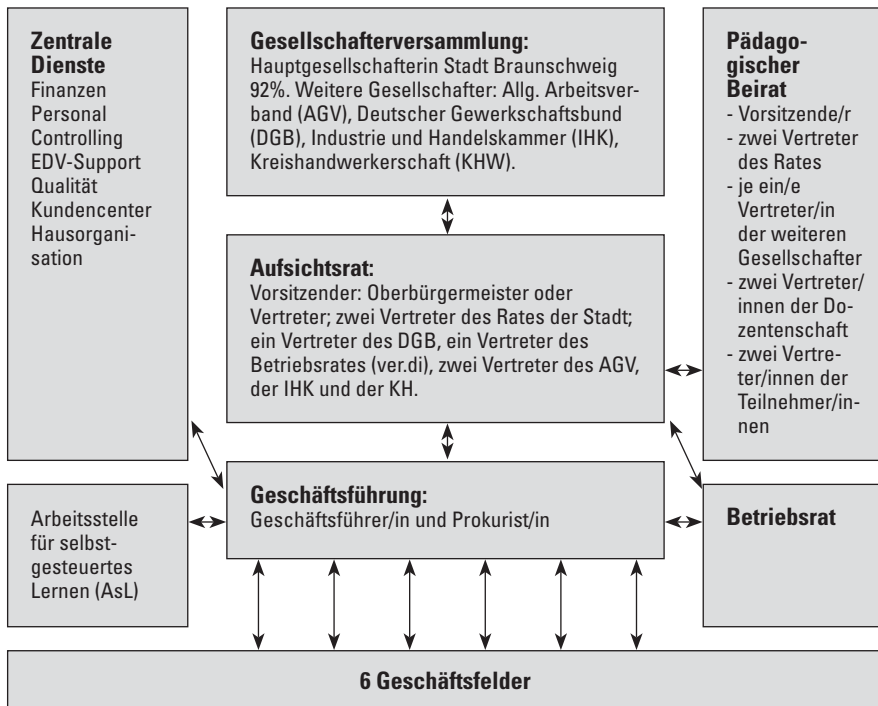 Zentrale
Dienste
Finanzen
Personal
Controlling
EDV-Support
Qualität
Kundencenter
Hausorgani-
sation
Gesellschafterversammlung:
Hauptgesellschafterin Stadt Braunschweig
92%. Weitere Gesellschafter: Allg. Arbeitsver-
band (AGV), Deutscher Gewerkschaftsbund
(DGB), Industrie und Handelskammer (IHK),
Kreishandwerkerschaft (KHW).
Pädago-
gischer
Beirat
- Vorsitzende/r
- zwei Vertreter
des Rates
- je ein/e
Vertreter/in
der weiteren
Gesellschafter
- zwei Vertreter/
innen der Do-
zentenschaft
- zwei Vertre-
ter/innen der
Teilnehmer/in-
nen
Aufsichtsrat:
Vorsitzender: Oberbürgermeister oder
Vertreter; zwei Vertreter des Rates der Stadt;
ein Vertreter des DGB, ein Vertreter des
Betriebsrates (ver.di), zwei Vertreter des AGV,
der IHK und der KH.
Arbeitsstelle
für selbst-
gesteuertes
Lernen (AsL)
Geschäftsführung:
Geschäftsführer/in und Prokurist/in
Betriebsrat
6 Geschäftsfelder